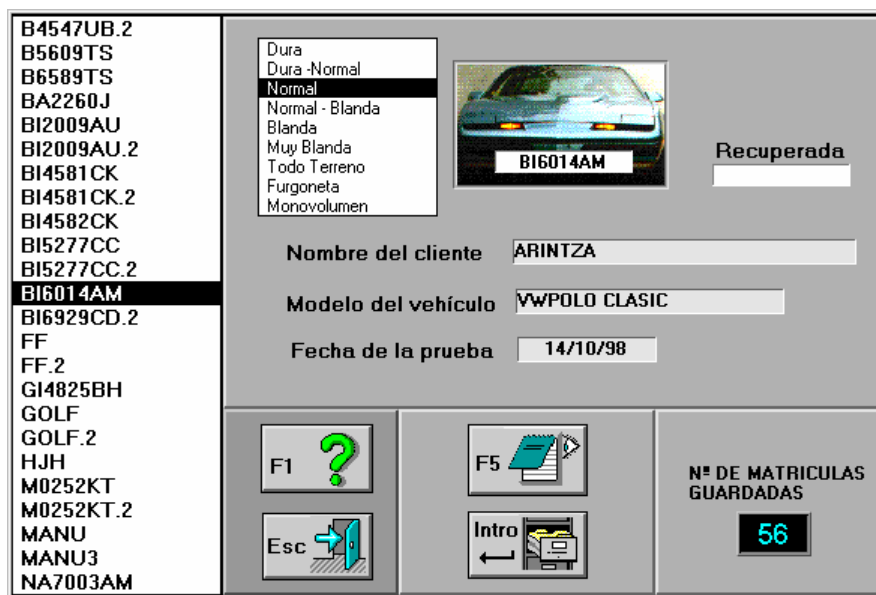 B4547UB.2
B5609TS
B6589TS
BA2260J
BI2009AU
BI2009AU.2
BI4581CK
BI4581CK.2
BI4582CK
BI5277CC
BI5277CC.2
BI6014AM
BI6929CD.2
FF
FF.2
GI4825BH
GOLF
GOLF.2
HJH
M0252KT
M0252KT.2
MANU
MANU3
NA7003AM
Dura
Dura -Normal
Normal
Normal - Blanda
Blanda
Muy Blanda
Todo Terreno
Furgoneta
Monovolumen
BI6014AM
Recuperada
Nombre del cliente ARINTZA
Modelo del vehículo VWPOLO CLASIC
Fecha de la prueba 14/10/98
F1
F5
Esc
Intro
Nº DE MATRICULAS
GUARDADAS
56